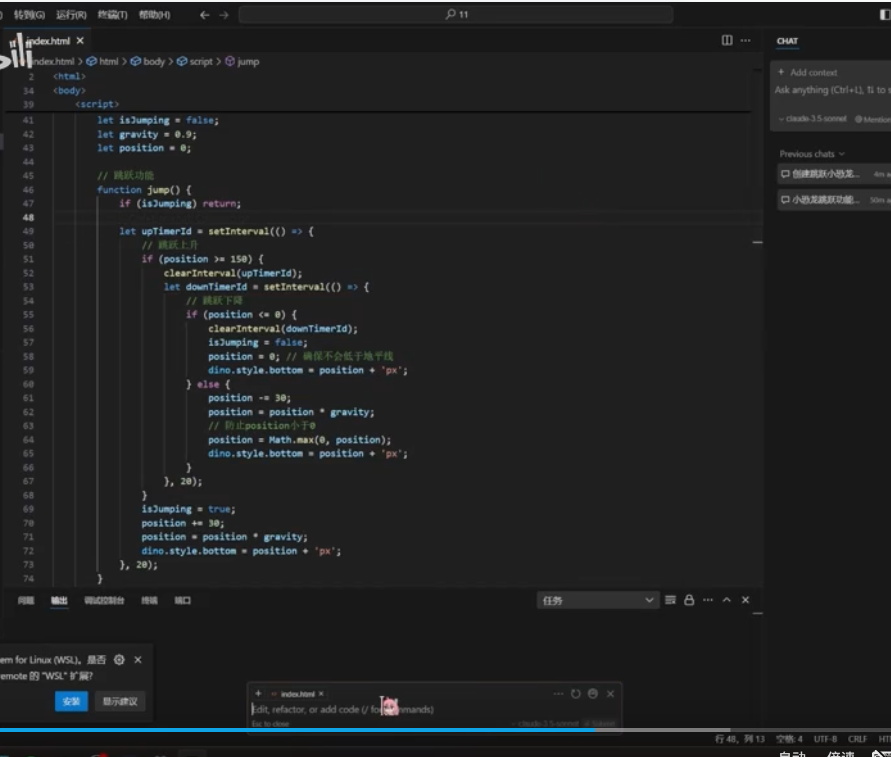 转到(G) 运行(R) 终端(T) 帮助(H) ← → 11
index.html ×
index.html > html > body > script > jump
2 <html>
34 <body>
39 <script>
41 let isJumping = false;
42 let gravity = 0.9;
43 let position = 0;
44
45 // 跳跃功能
46 function jump() {
47 if (isJumping) return;
48
49 let upTimerId = setInterval(() => {
50 // 跳跃上升
51 if (position >= 150) {
52 clearInterval(upTimerId);
53 let downTimerId = setInterval(() => {
54 // 跳跃下降
55 if (position <= 0) {
56 clearInterval(downTimerId);
57 isJumping = false;
58 position = 0; // 确保不会低于地平线
59 dino.style.bottom = position + 'px';
60 } else {
61 position -= 30;
62 position = position * gravity;
63 // 防止position小于0
64 position = Math.max(0, position);
65 dino.style.bottom = position + 'px';
66 }
67 }, 20);
68 }
69 isJumping = true;
70 position += 30;
71 position = position * gravity;
72 dino.style.bottom = position + 'px';
73 }, 20);
74 }
CHAT
+ Add context
Ask anything (Ctrl+L), ⇅ to s
claude-3.5-sonnet @Mention
Previous chats
创建跳跃小恐龙... 4m a
小恐龙跳跃功能... 50m a
问题 输出 调试控制台 终端 端口 任务
em for Linux (WSL)。是否
emote 的 "WSL" 扩展?
安装 显示建议
+ index.html ×
Edit, refactor, or add code (/ for commands)
Esc to close claude-3.5-sonnet Submit
行 48，列 13 空格: 4 UTF-8 CRLF HT
自动 倍速